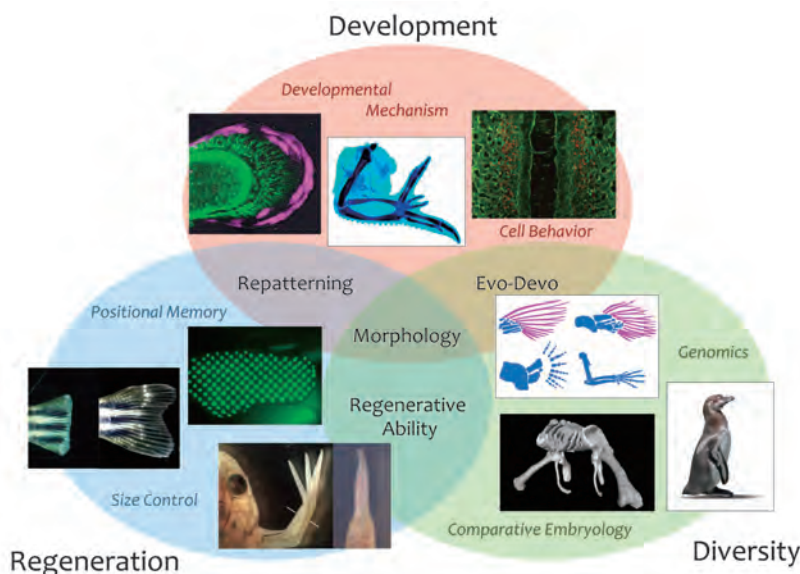 Development
Developmental
Mechanism
Cell Behavior
Repatterning
Evo-Devo
Positional Memory
Morphology
Genomics
Regenerative
Ability
Size Control
Comparative Embryology
Regeneration
Diversity